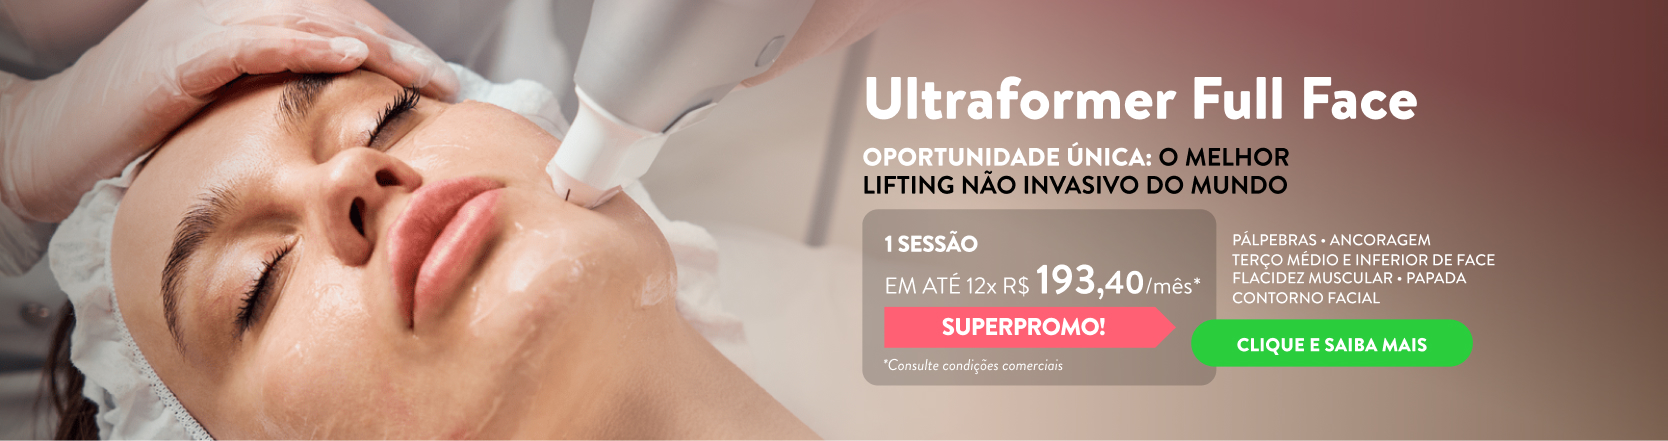 Ultraformer Full Face
OPORTUNIDADE ÚNICA: O MELHOR
LIFTING NÃO INVASIVO DO MUNDO
1 SESSÃO
EM ATÉ 12x R$ 193,40/mês*
SUPERPROMO!
*Consulte condições comerciais
PÁLPEBRAS • ANCORAGEM
TERÇO MÉDIO E INFERIOR DE FACE
FLACIDEZ MUSCULAR • PAPADA
CONTORNO FACIAL
CLIQUE E SAIBA MAIS